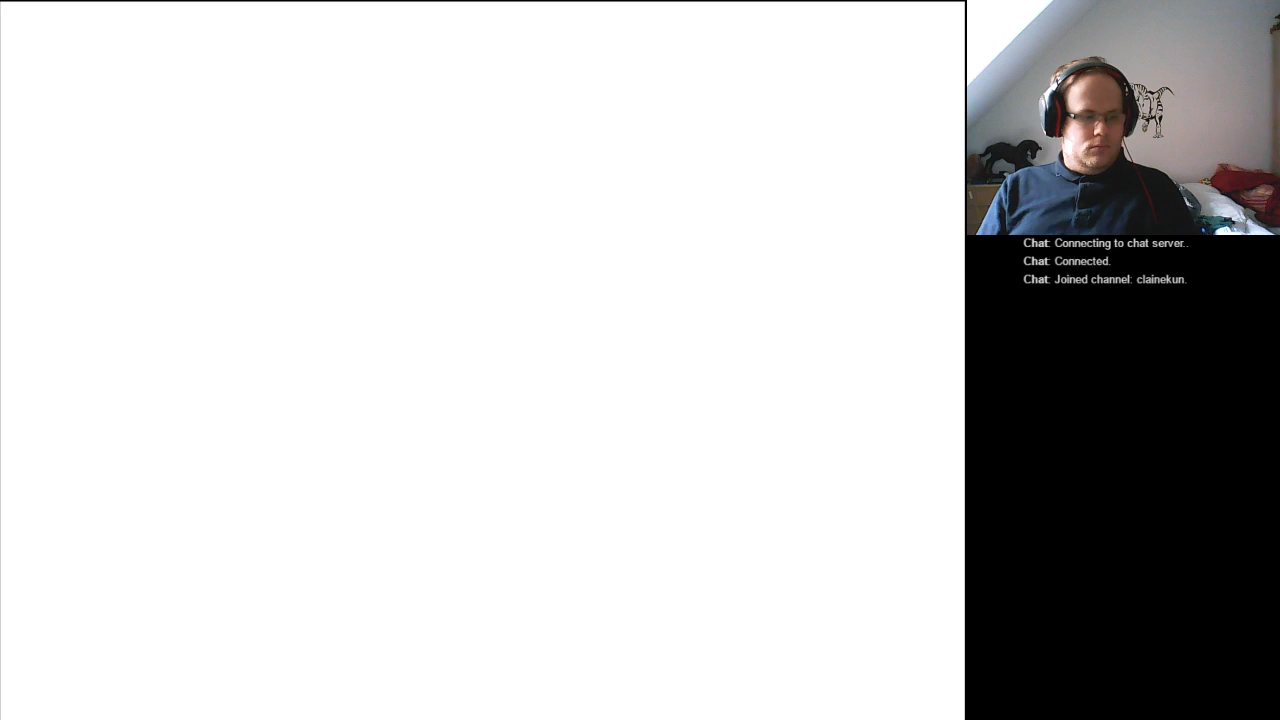 Chat: Connecting to chat server..
Chat: Connected.
Chat: Joined channel: clainekun.